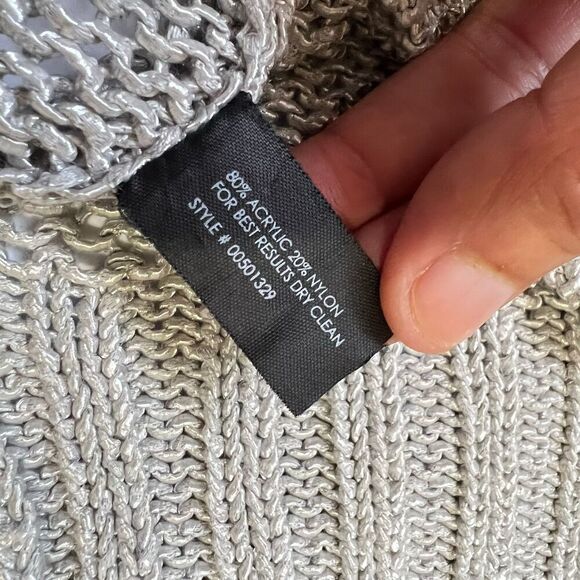 80% ACRYLIC 20% NYLON
FOR BEST RESULTS DRY CLEAN
STYLE # 00501329